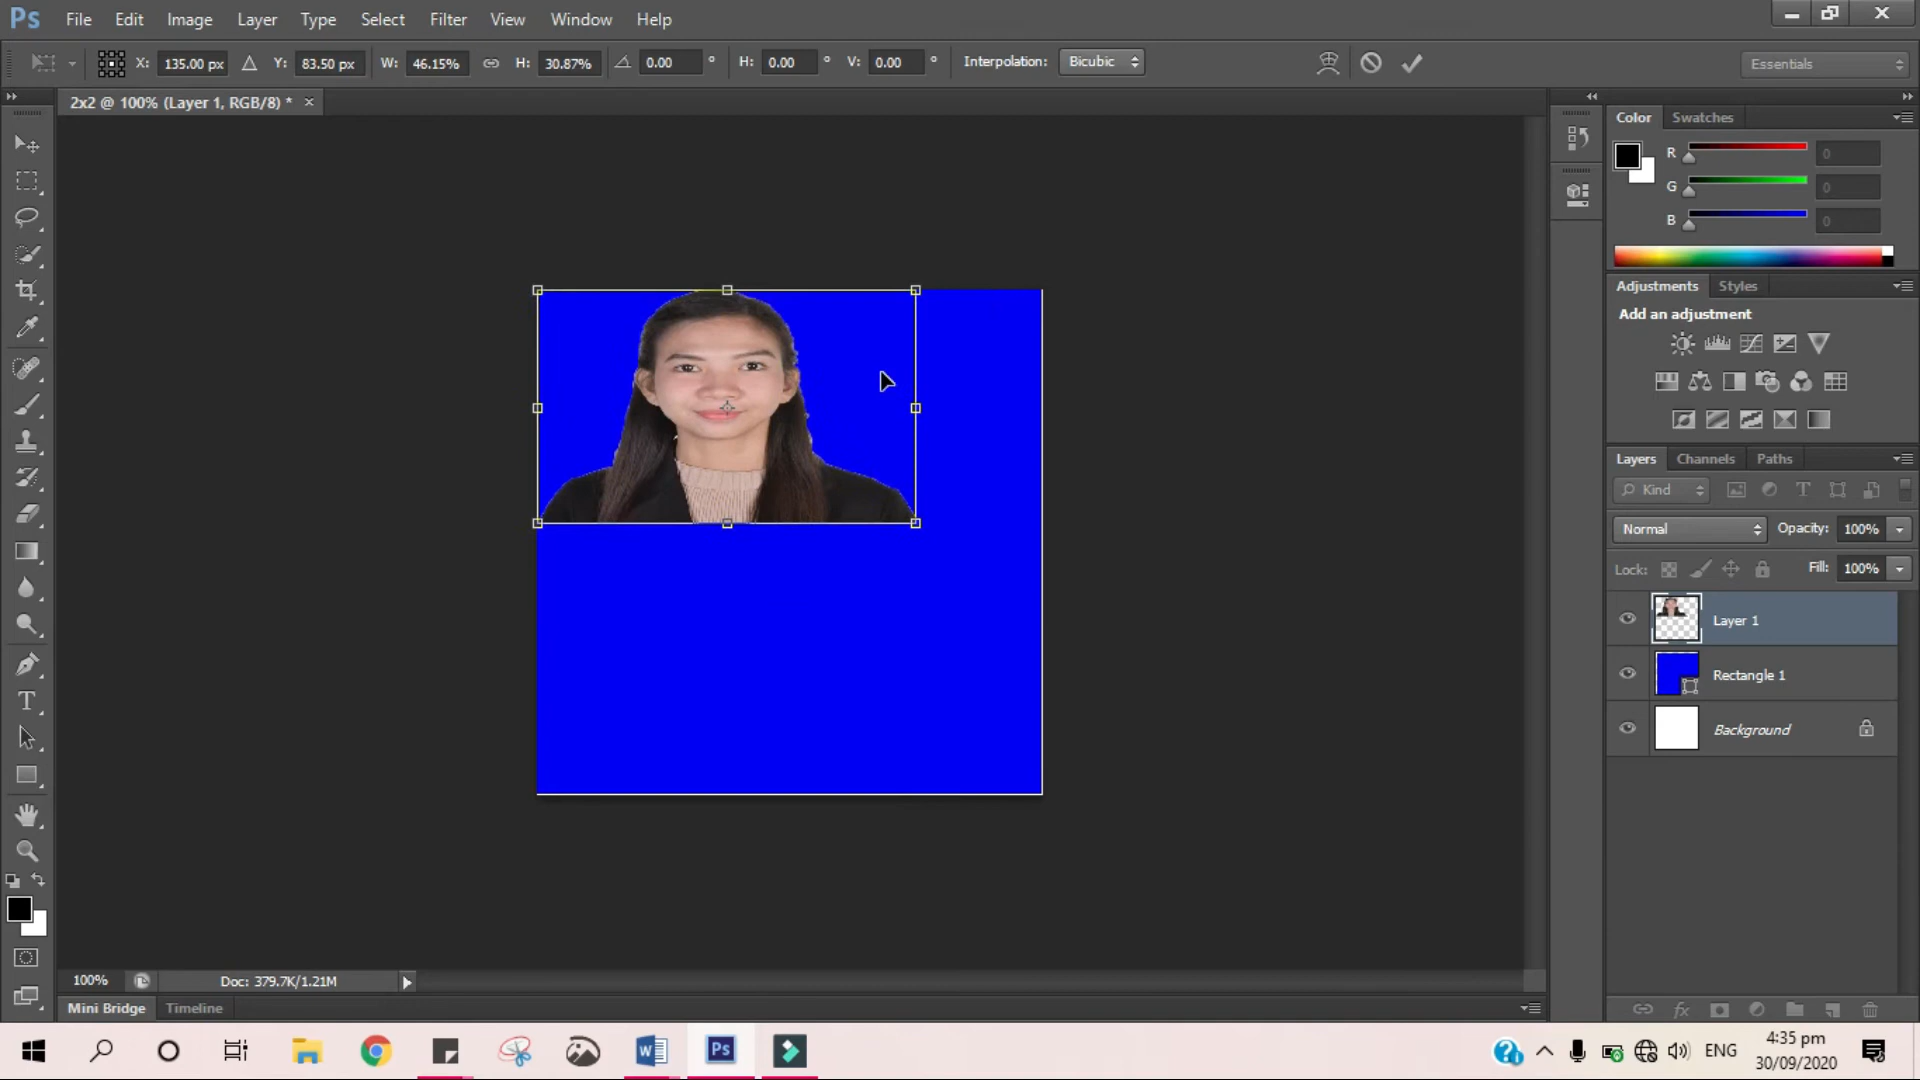 Ps File Edit Image Layer Type Select Filter View Window Help
X: 135.00 px Y: 83.50 px W: 46.15% H: 30.87% 0.00 ° H: 0.00 ° V: 0.00 ° Interpolation: Bicubic Essentials
2x2 @ 100% (Layer 1, RGB/8) * ×
Color Swatches
R 0
G 0
B 0
Adjustments Styles
Add an adjustment
Layers Channels Paths
Kind
Normal Opacity: 100%
Lock: Fill: 100%
Layer 1
Rectangle 1
Background
100% Doc: 379.7K/1.21M
Mini Bridge Timeline
Ps ENG 4:35 pm
30/09/2020